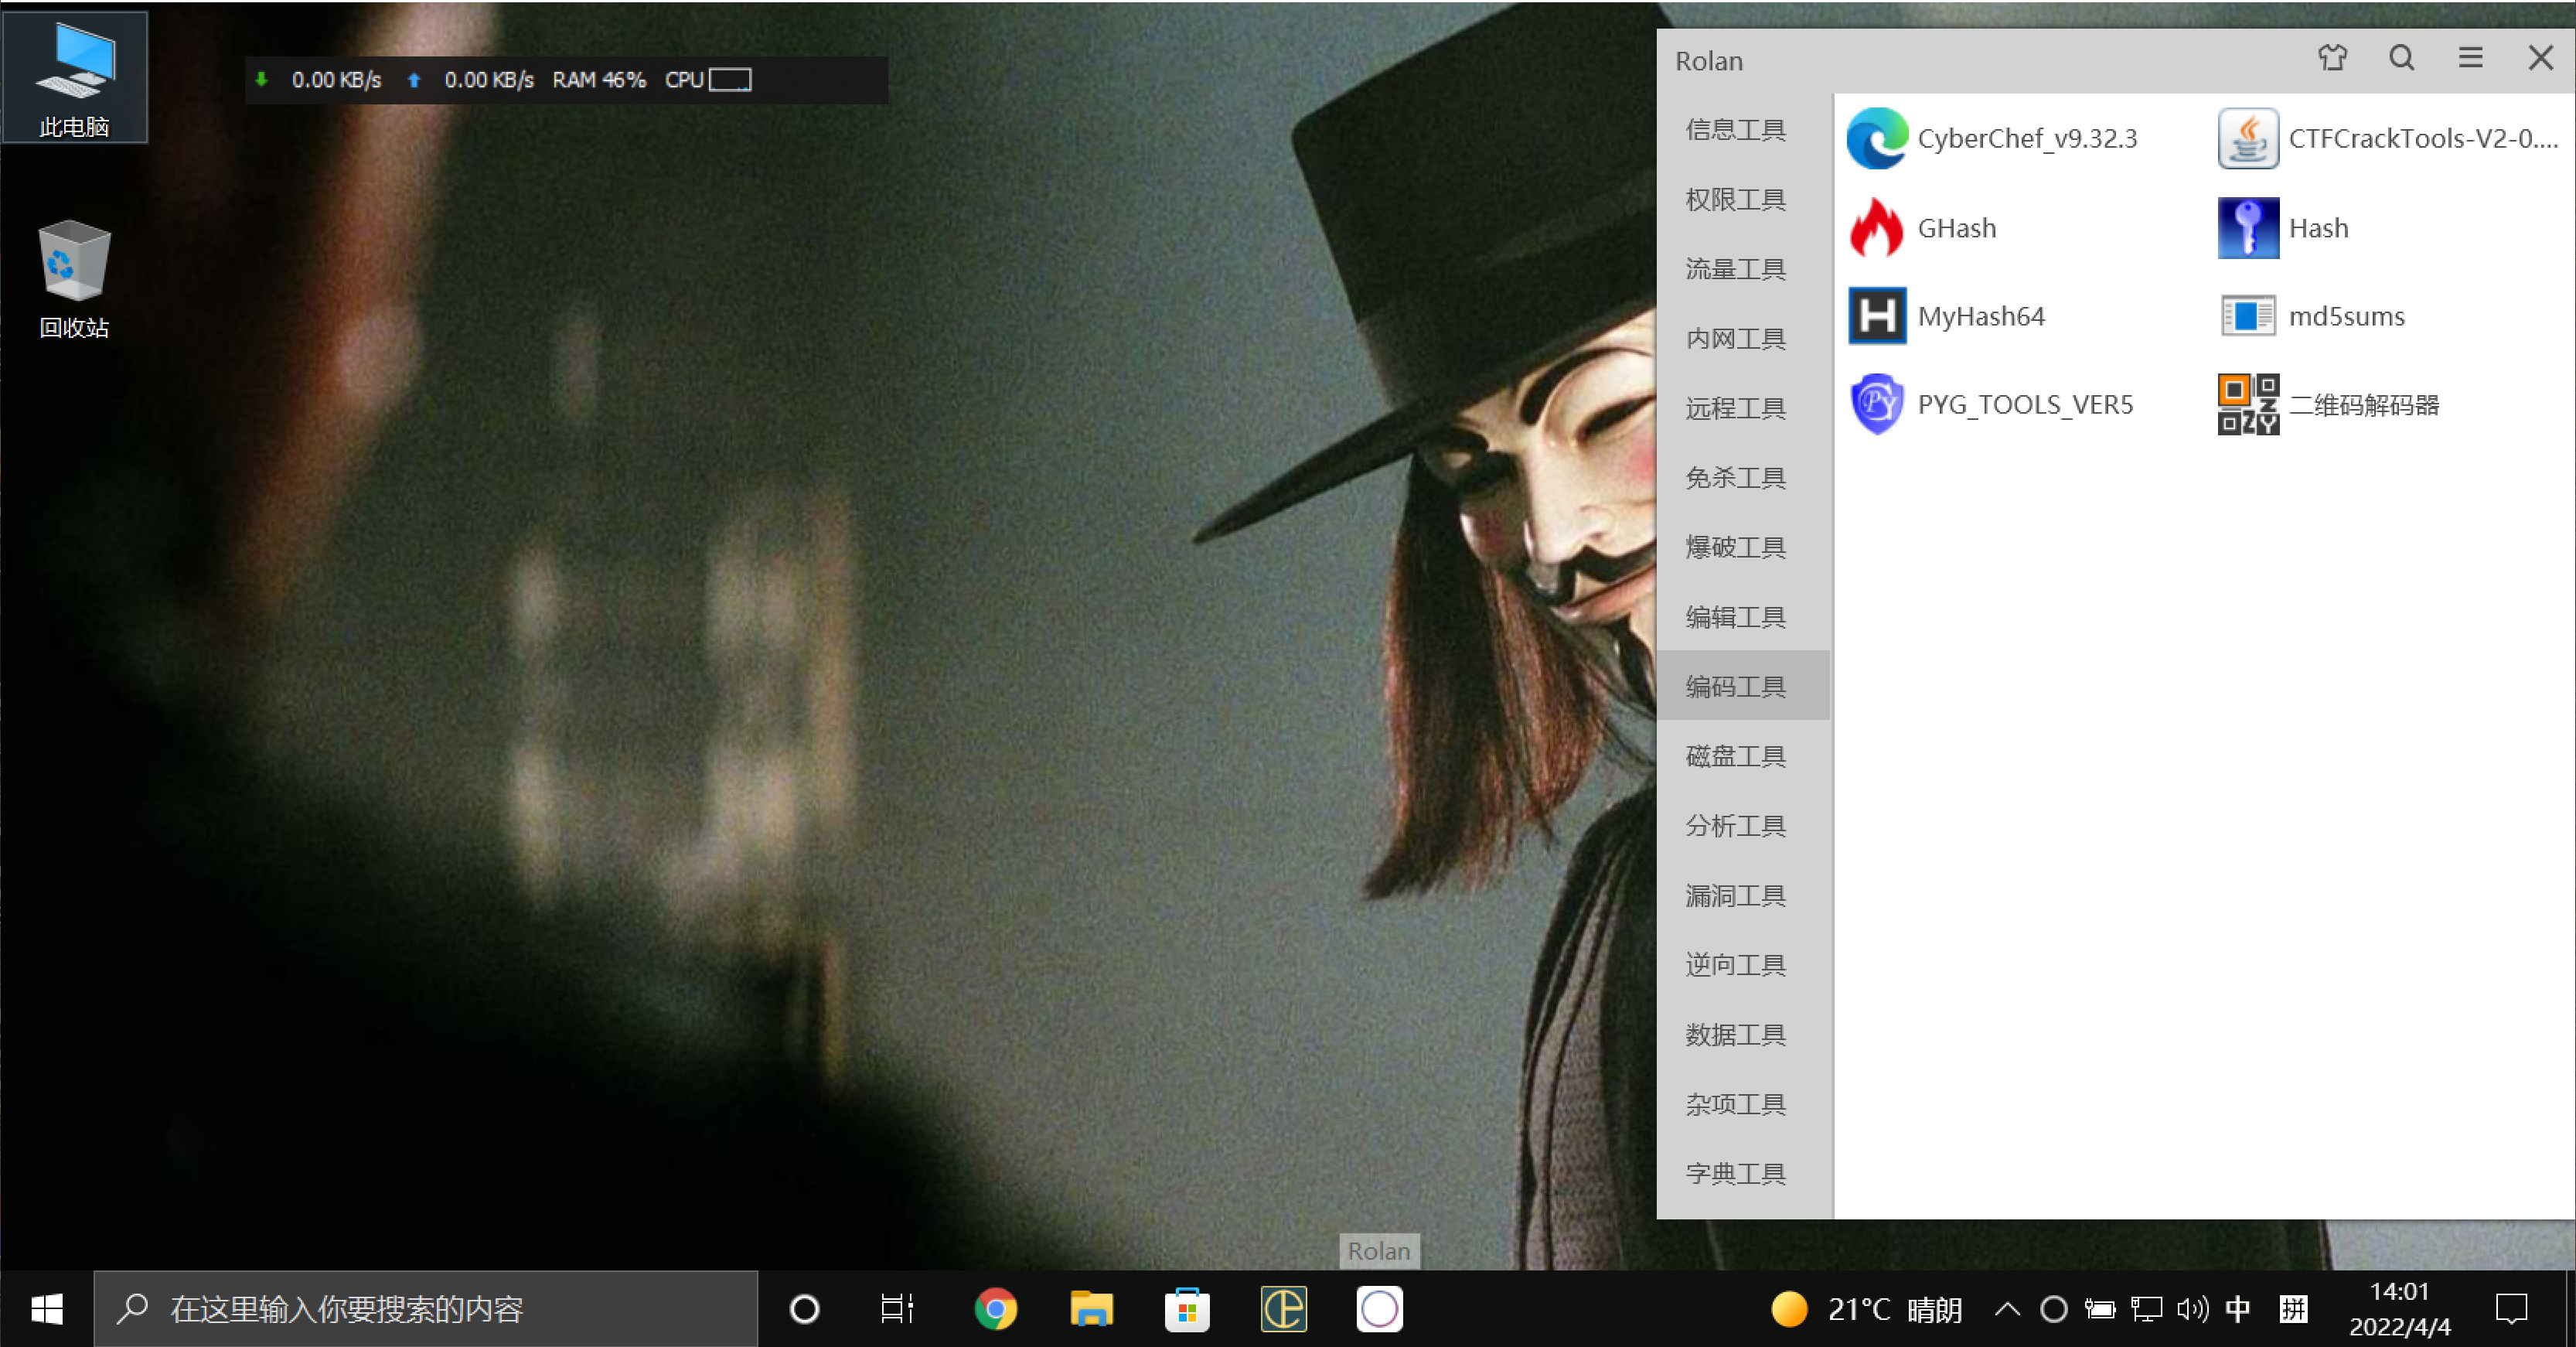 此电脑
回收站
0.00 KB/s 0.00 KB/s RAM 46% CPU
Rolan
信息工具
权限工具
流量工具
内网工具
远程工具
免杀工具
爆破工具
编辑工具
编码工具
磁盘工具
分析工具
漏洞工具
逆向工具
数据工具
杂项工具
字典工具
CyberChef_v9.32.3
CTFCrackTools-V2-0....
GHash
Hash
MyHash64
md5sums
PYG_TOOLS_VER5
二维码解码器
Rolan
在这里输入你要搜索的内容
21°C 晴朗
中
拼
14:01
2022/4/4